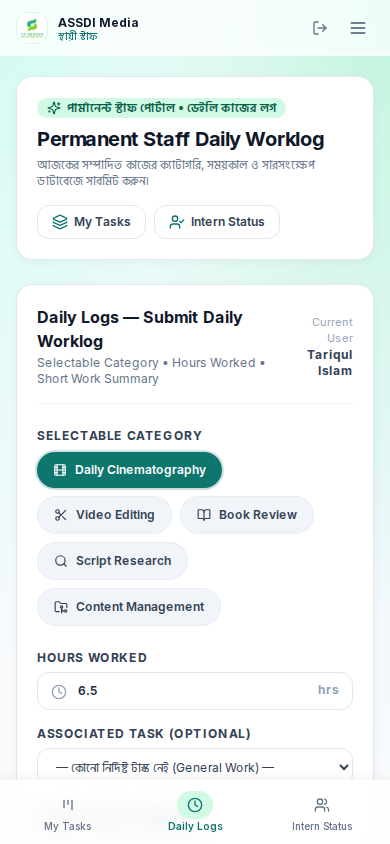 ASSDI Media
স্থায়ী স্টাফ
পার্মানেন্ট স্টাফ পোর্টাল • ডেইলি কাজের লগ
Permanent Staff Daily Worklog
আজকের সম্পাদিত কাজের ক্যাটাগরি, সময়কাল ও সারসংক্ষেপ
ডাটাবেজে সাবমিট করুন।
My Tasks
Intern Status
Daily Logs — Submit Daily
Worklog
Selectable Category • Hours Worked •
Short Work Summary
Current
User
Tariqul
Islam
SELECTABLE CATEGORY
Daily Cinematography
Video Editing
Book Review
Script Research
Content Management
HOURS WORKED
6.5
hrs
ASSOCIATED TASK (OPTIONAL)
— কোনো নির্দিষ্ট টাস্ক নেই (General Work) —
My Tasks
Daily Logs
Intern Status